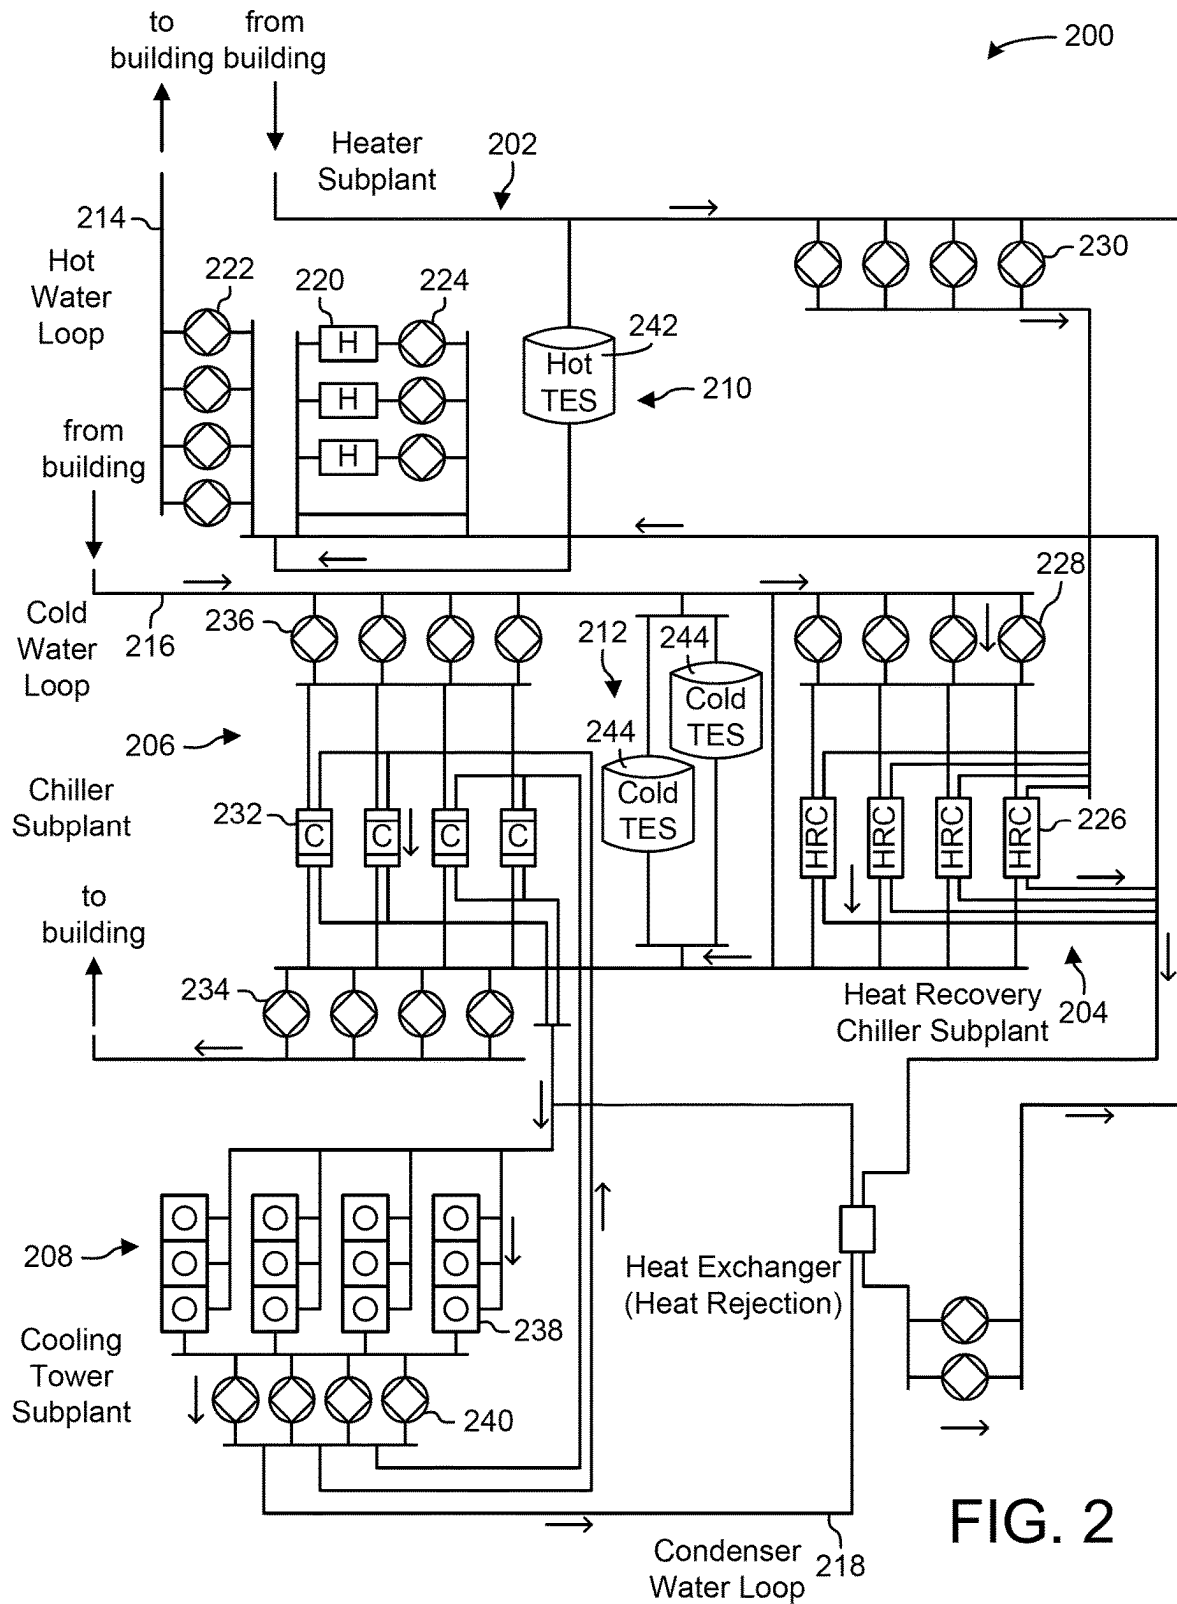 to
building
from
building
200
Heater
Subplant
202
214
Hot
Water
Loop
222
220
224
230
H
H
H
242
Hot
TES
210
from
building
228
Cold
Water
Loop
216
236
212
244
Cold
TES
244
Cold
TES
206
Chiller
Subplant
232
C
C
C
C
HRC
HRC
HRC
HRC
226
to
building
234
Heat Recovery
Chiller Subplant
204
208
Heat Exchanger
(Heat Rejection)
238
Cooling
Tower
Subplant
240
FIG. 2
Condenser
Water Loop
218